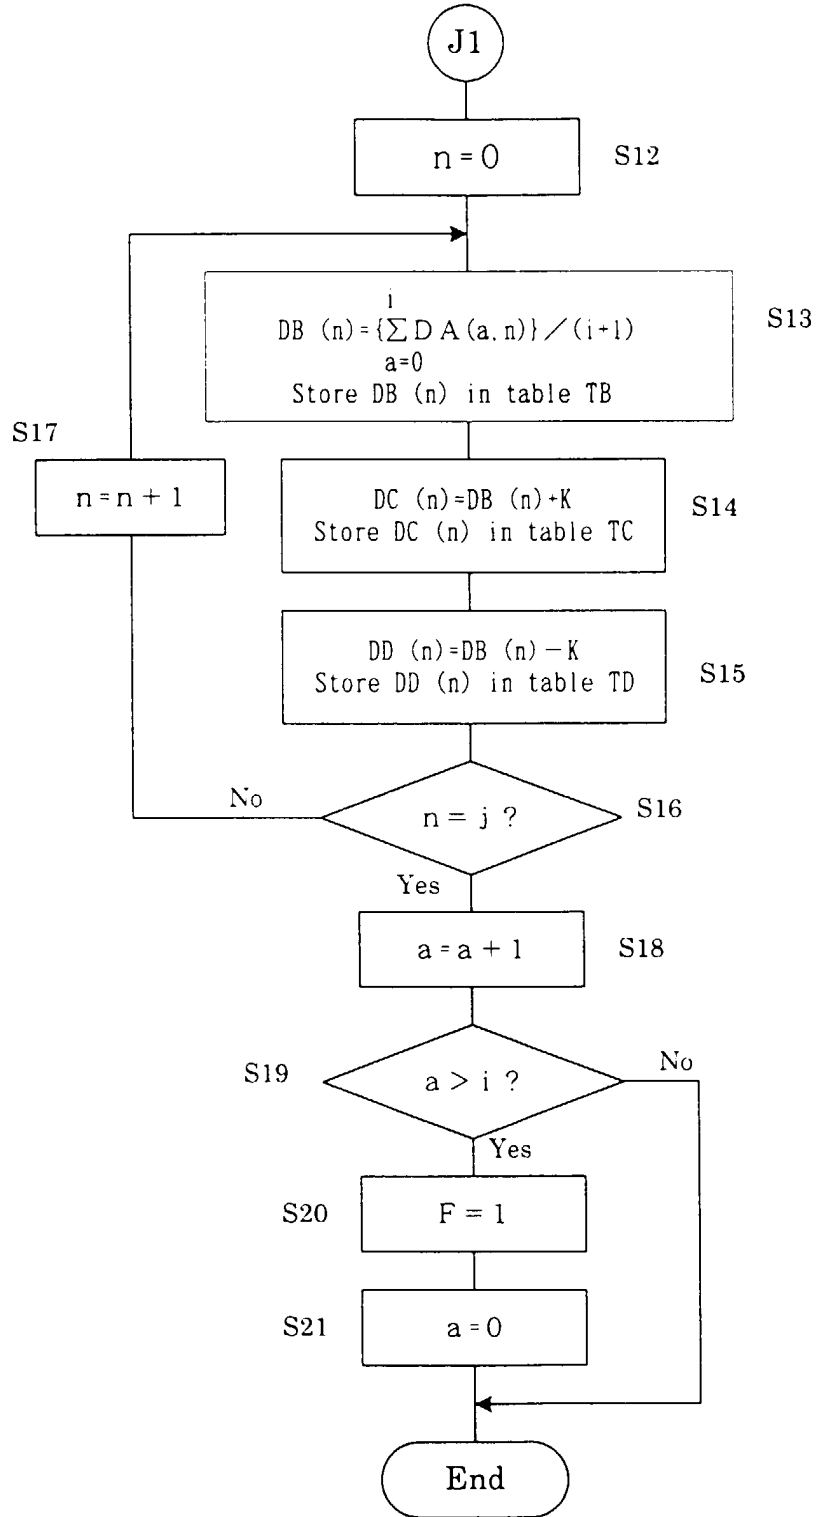 J1
n=0
S12
i
DB (n)={∑ D A (a, n)}／(i+1)
a=0
Store DB (n) in table TB
S13
S17
n=n+1
DC (n)=DB (n)+K
Store DC (n) in table TC
S14
DD (n)=DB (n)−K
Store DD (n) in table TD
S15
No
n = j ?
S16
Yes
a=a+1
S18
S19
a > i ?
No
Yes
S20
F = 1
S21
a=0
End